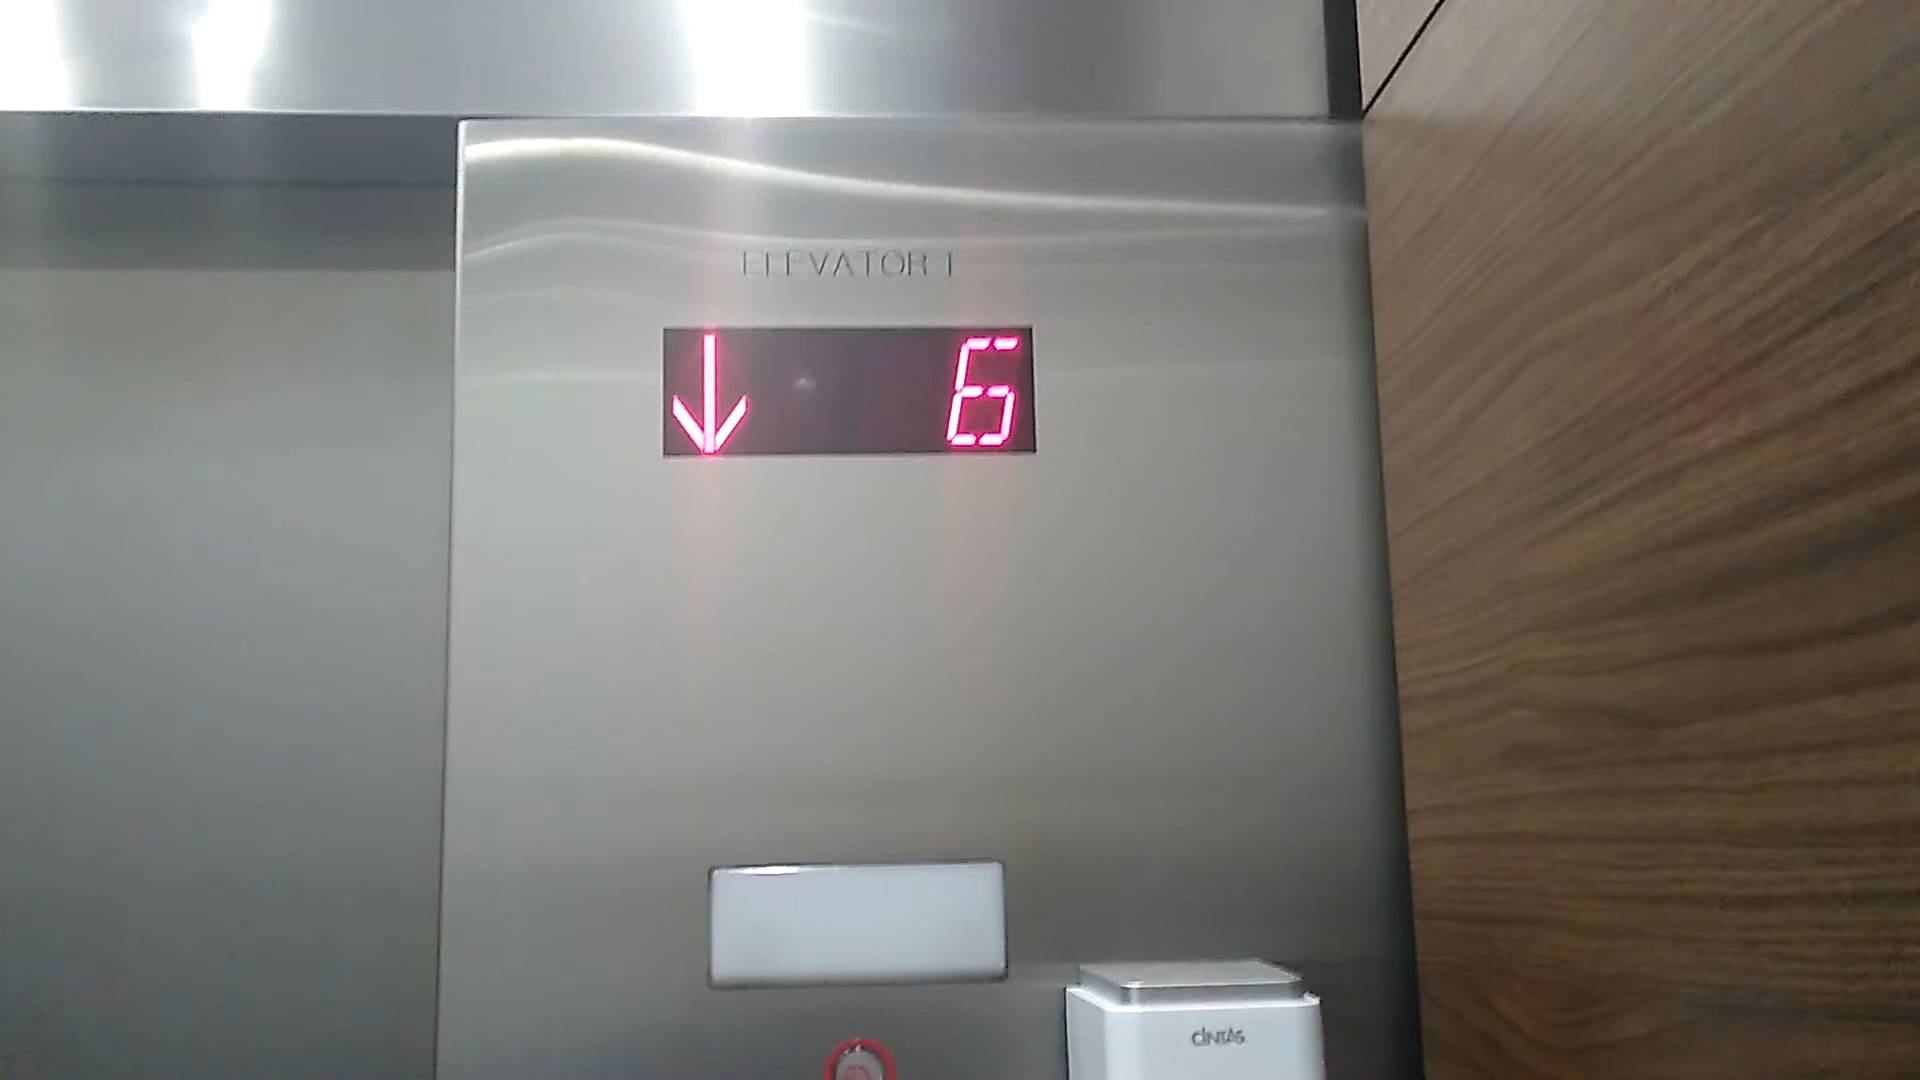 ELEVATOR 1
↓ 6
CINTAS